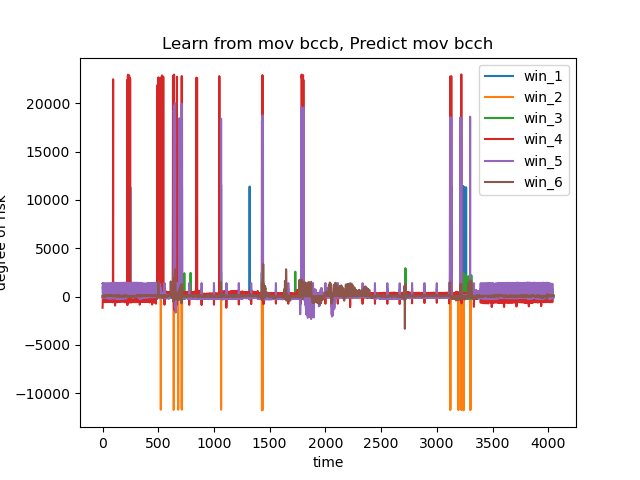 Learn from mov bccb, Predict mov bcch
degree of risk
20000
15000
10000
5000
0
−5000
−10000
win_1
win_2
win_3
win_4
win_5
win_6
0 500 1000 1500 2000 2500 3000 3500 4000
time